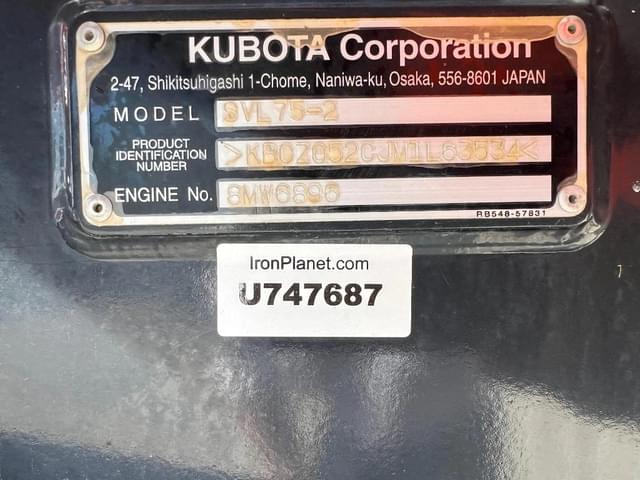 KUBOTA Corporation
2-47, Shikitsuhigashi 1-Chome, Naniwa-ku, Osaka, 556-8601 JAPAN
MODEL SVL75-2
PRODUCT
IDENTIFICATION >KBOZ052CJM1L63534<
NUMBER
ENGINE No. 8MW6896
RB548-57831
IronPlanet.com
U747687